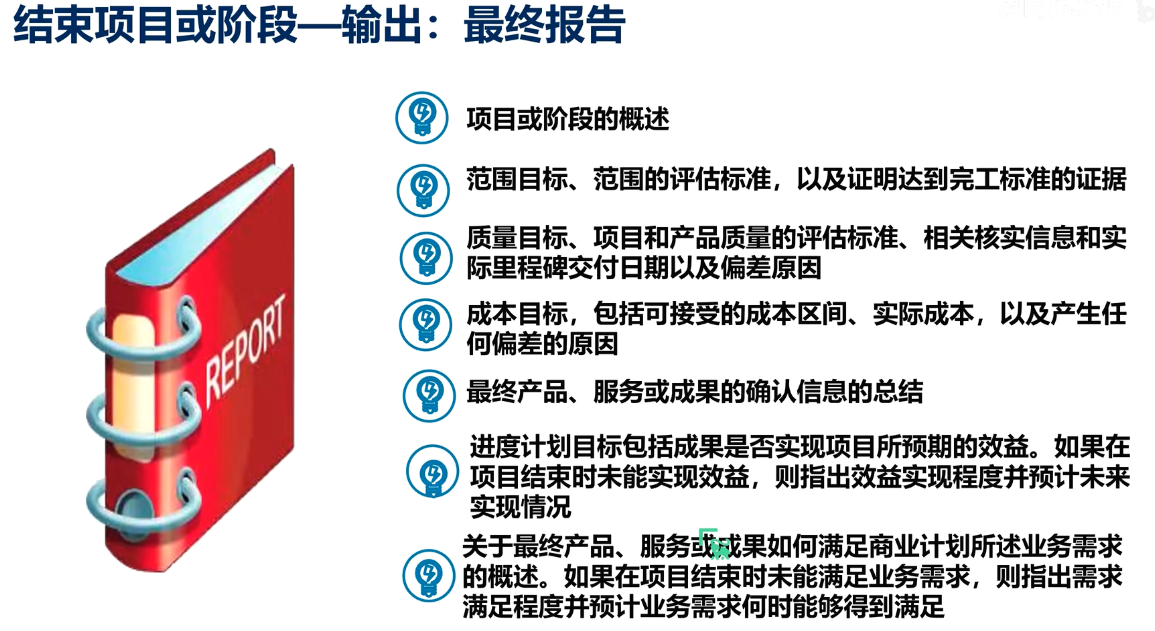 结束项目或阶段—输出：最终报告
项目或阶段的概述
范围目标、范围的评估标准，以及证明达到完工标准的证据
质量目标、项目和产品质量的评估标准、相关核实信息和实
际里程碑交付日期以及偏差原因
成本目标，包括可接受的成本区间、实际成本，以及产生任
何偏差的原因
最终产品、服务或成果的确认信息的总结
进度计划目标包括成果是否实现项目所预期的效益。如果在
项目结束时未能实现效益，则指出效益实现程度并预计未来
实现情况
关于最终产品、服务或成果如何满足商业计划所述业务需求
的概述。如果在项目结束时未能满足业务需求，则指出需求
满足程度并预计业务需求何时能够得到满足
REPORT